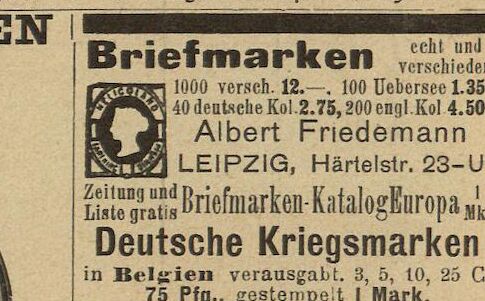 EN
Briefmarken echt und
verschieden
1000 versch. 12.—, 100 Uebersee 1.35
40 deutsche Kol. 2.75, 200 engl. Kol. 4.50
HELIGOLAND
Albert Friedemann
LEIPZIG, Härtelstr. 23-U
Zeitung und
Liste gratis
Briefmarken-Katalog Europa 1
Mk
Deutsche Kriegsmarken
in Belgien verausgabt. 3, 5, 10, 25 C
75 Pfg., gestempelt 1 Mark